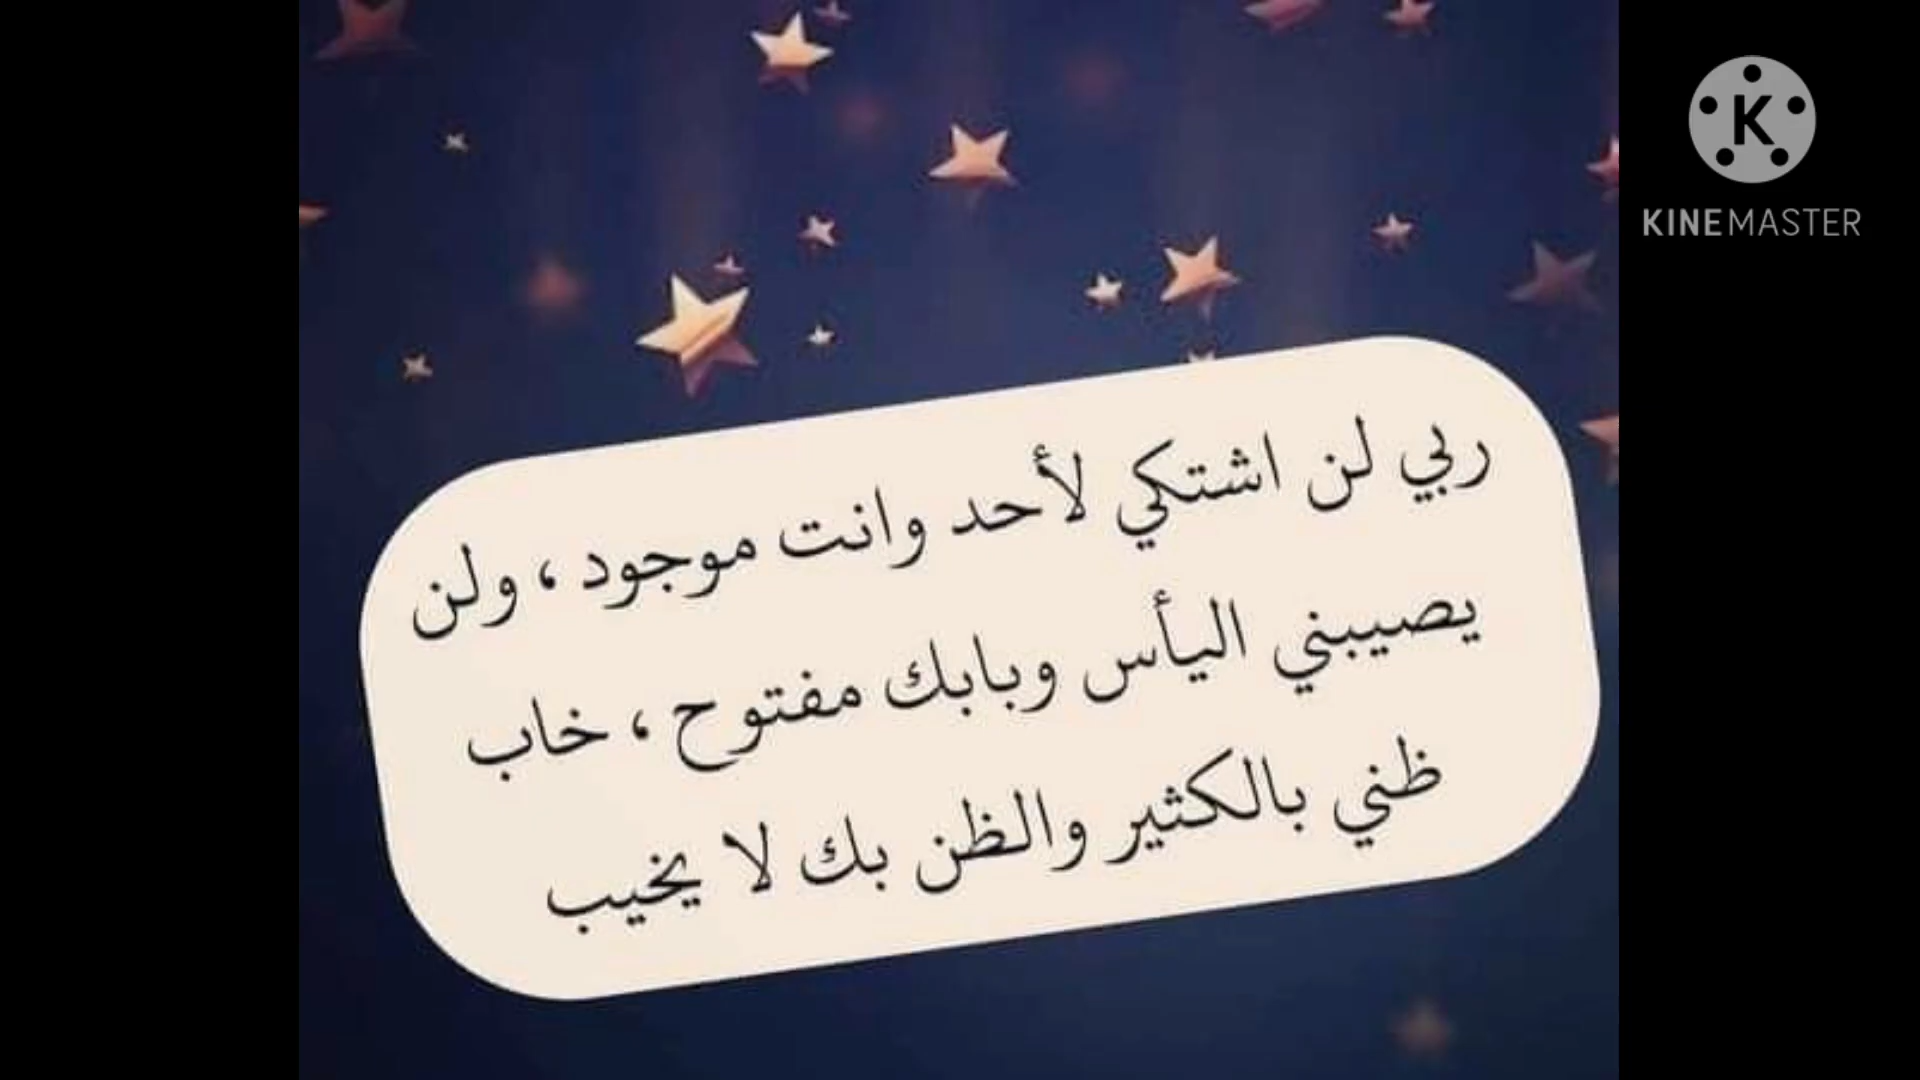 KINEMASTER
ربي لن اشتكي لأحد وانت موجود ، ولن
يصيبني اليأس وبابك مفتوح ، خاب
ظني بالكثير والظن بك لا يخيب